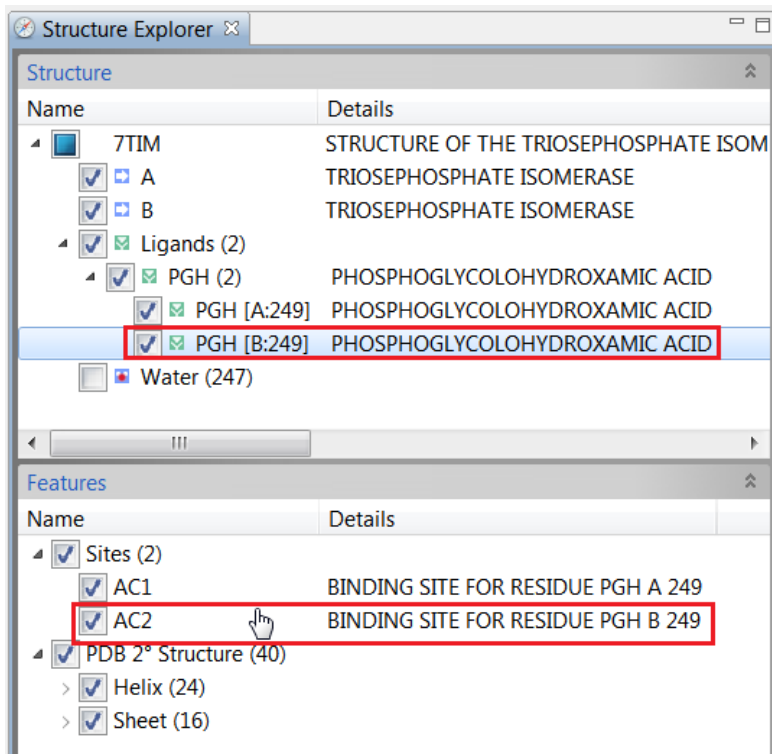 Structure Explorer
Structure
Name Details
7TIM STRUCTURE OF THE TRIOSEPHOSPHATE ISOM
A TRIOSEPHOSPHATE ISOMERASE
B TRIOSEPHOSPHATE ISOMERASE
Ligands (2)
PGH (2) PHOSPHOGLYCOLOHYDROXAMIC ACID
PGH [A:249] PHOSPHOGLYCOLOHYDROXAMIC ACID
PGH [B:249] PHOSPHOGLYCOLOHYDROXAMIC ACID
Water (247)
Features
Name Details
Sites (2)
AC1 BINDING SITE FOR RESIDUE PGH A 249
AC2 BINDING SITE FOR RESIDUE PGH B 249
PDB 2° Structure (40)
Helix (24)
Sheet (16)